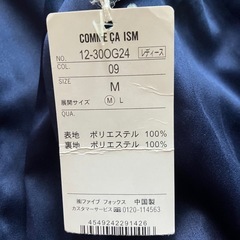 COMME ÇA ISM
NO. 12-30OG24 レディース
COL. 09
SIZE M
展開サイズ Ⓜ L
QUA.
表地 ポリエステル 100%
裏地 ポリエステル 100%
㈱ファイブ フォックス 中国製
カスタマーサービス ☎0120-114563
4549242291426